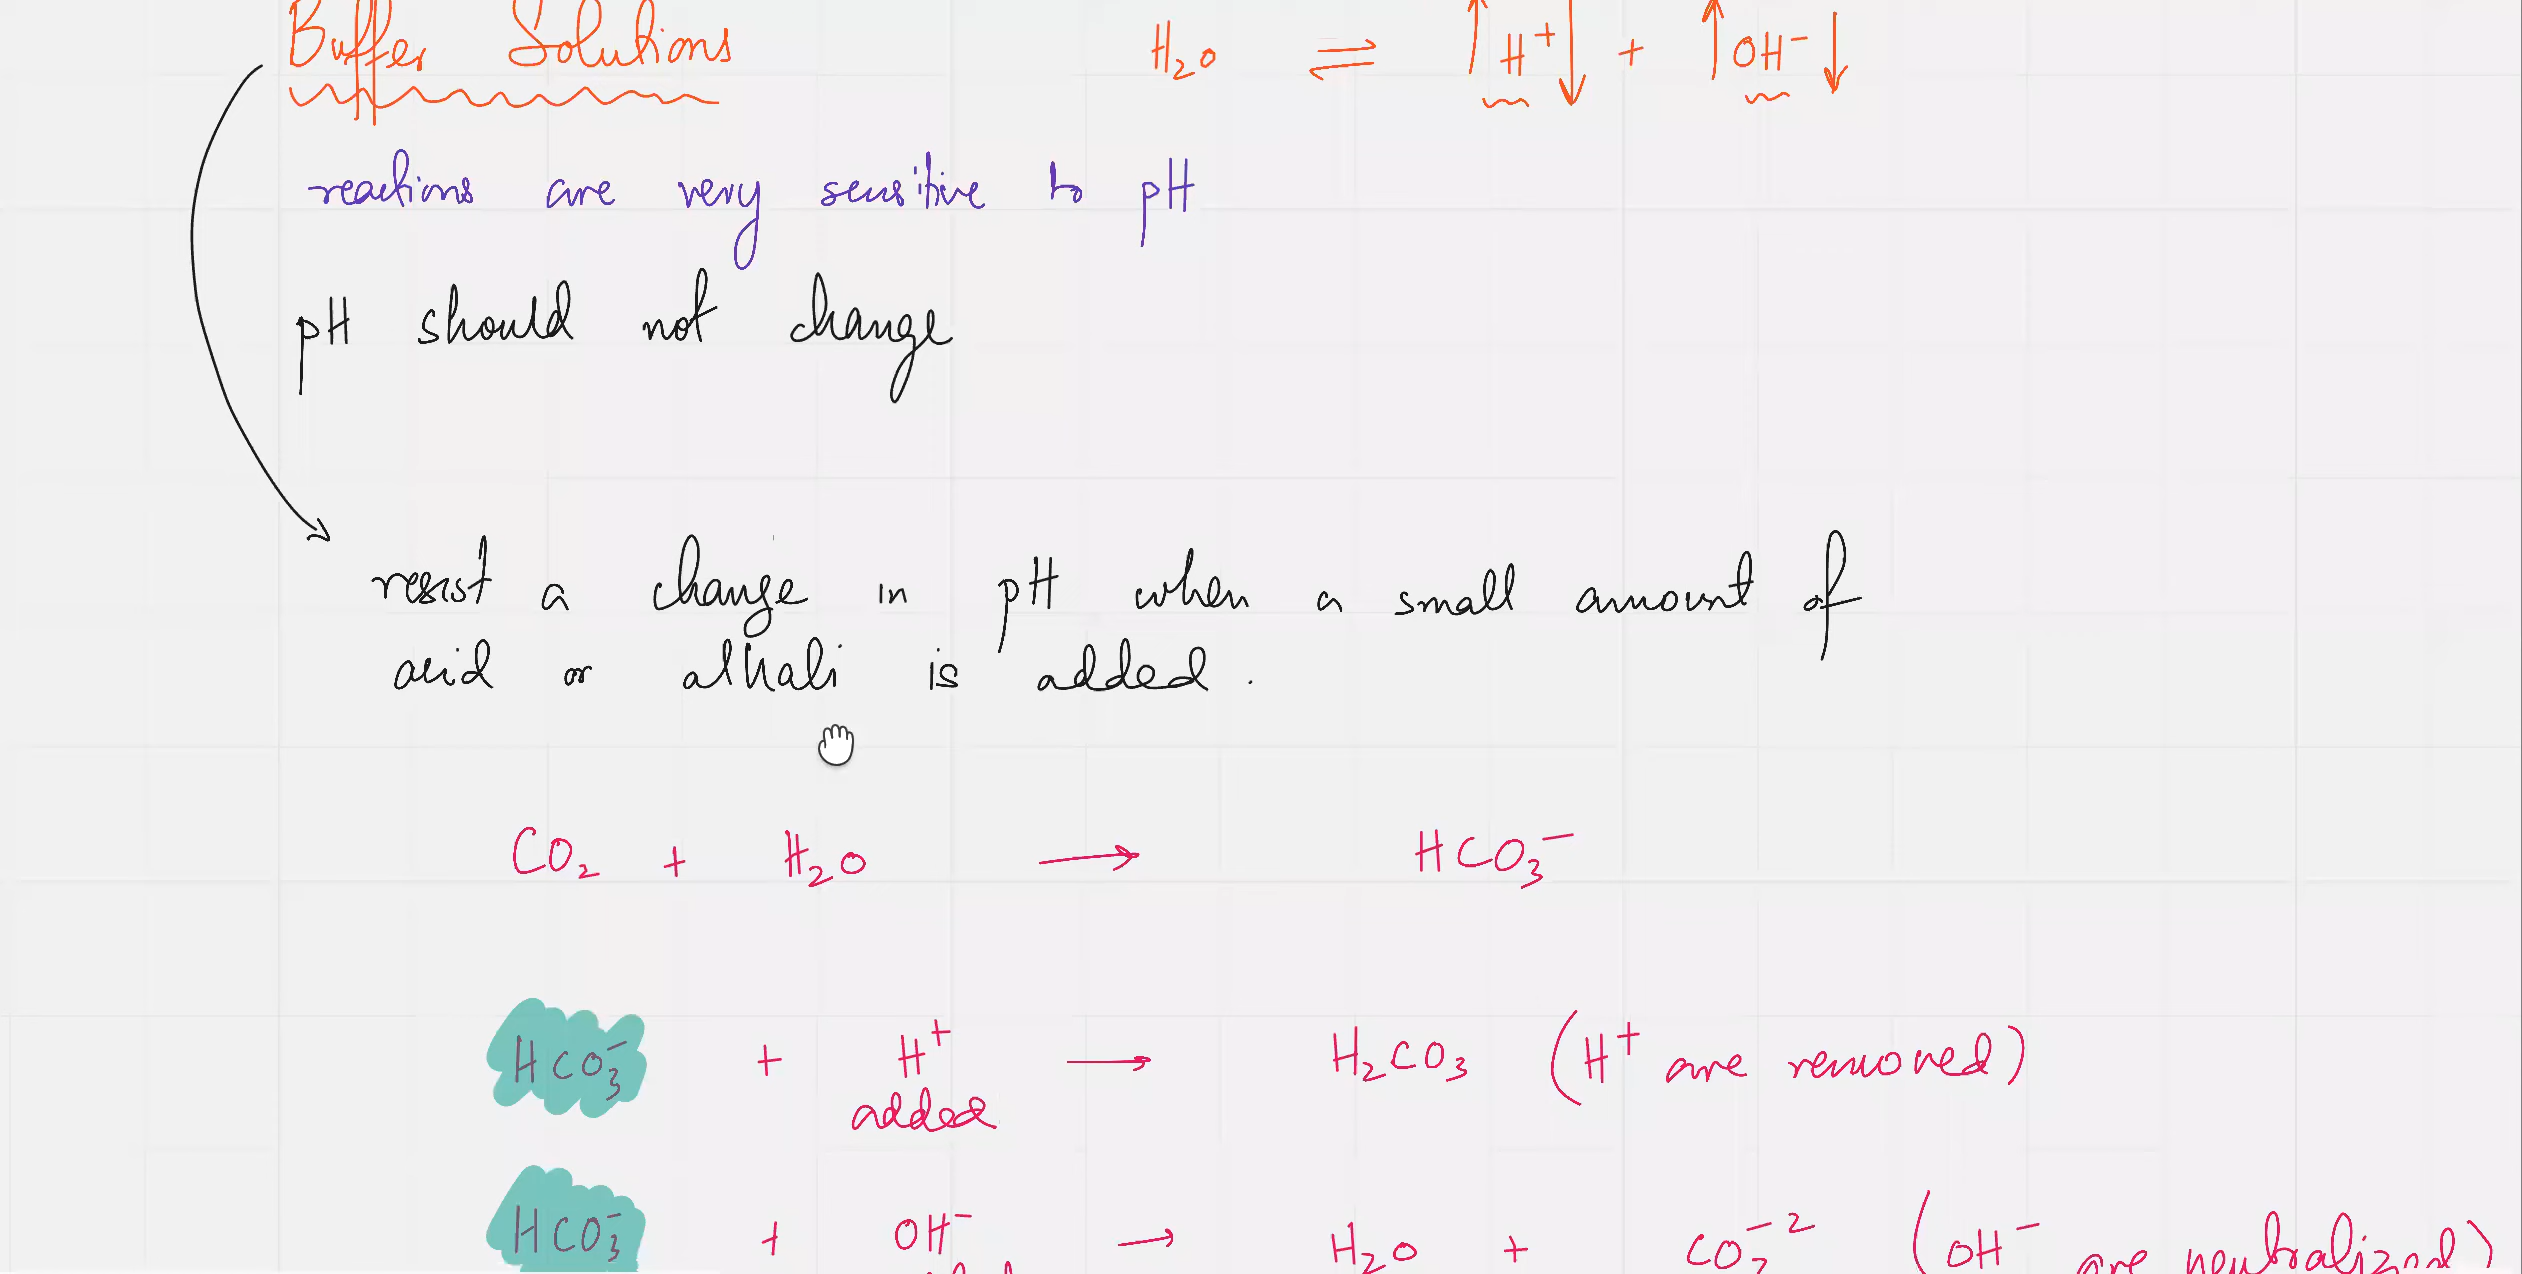 Buffer Solutions H₂O ⇌ ↑H⁺↓ + ↑OH⁻↓
reactions are very sensitive to pH
pH should not change
resist a change in pH when a small amount of
acid or alkali is added.
CO₂ + H₂O → HCO₃⁻
HCO₃⁻ + H⁺ → H₂CO₃ (H⁺ are removed)
added
HCO₃⁻ + OH⁻ → H₂O + CO₃⁻² (OH⁻ are neutralized)